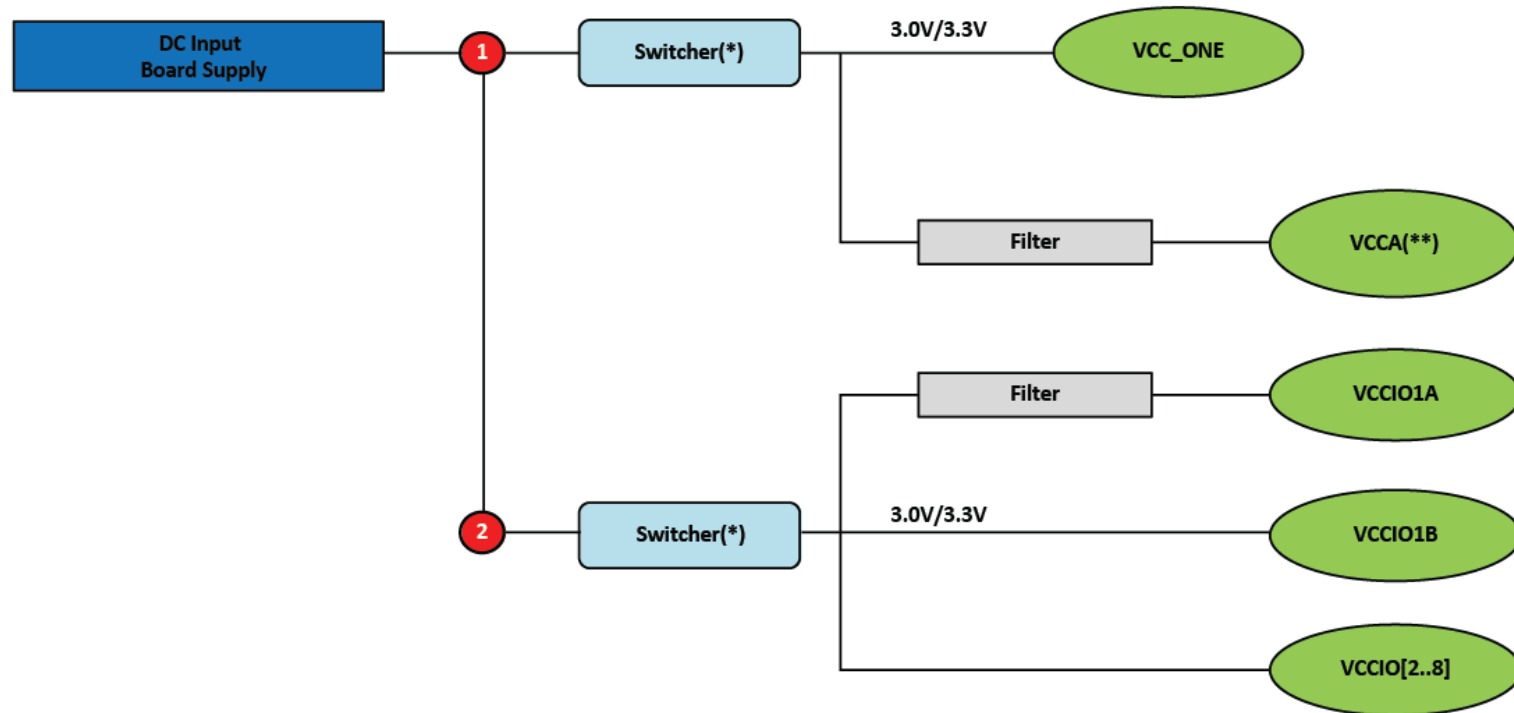 DC Input
Board Supply
1
Switcher(*)
3.0V/3.3V
VCC_ONE
Filter
VCCA(**)
Filter
VCCIO1A
2
Switcher(*)
3.0V/3.3V
VCCIO1B
VCCIO[2..8]